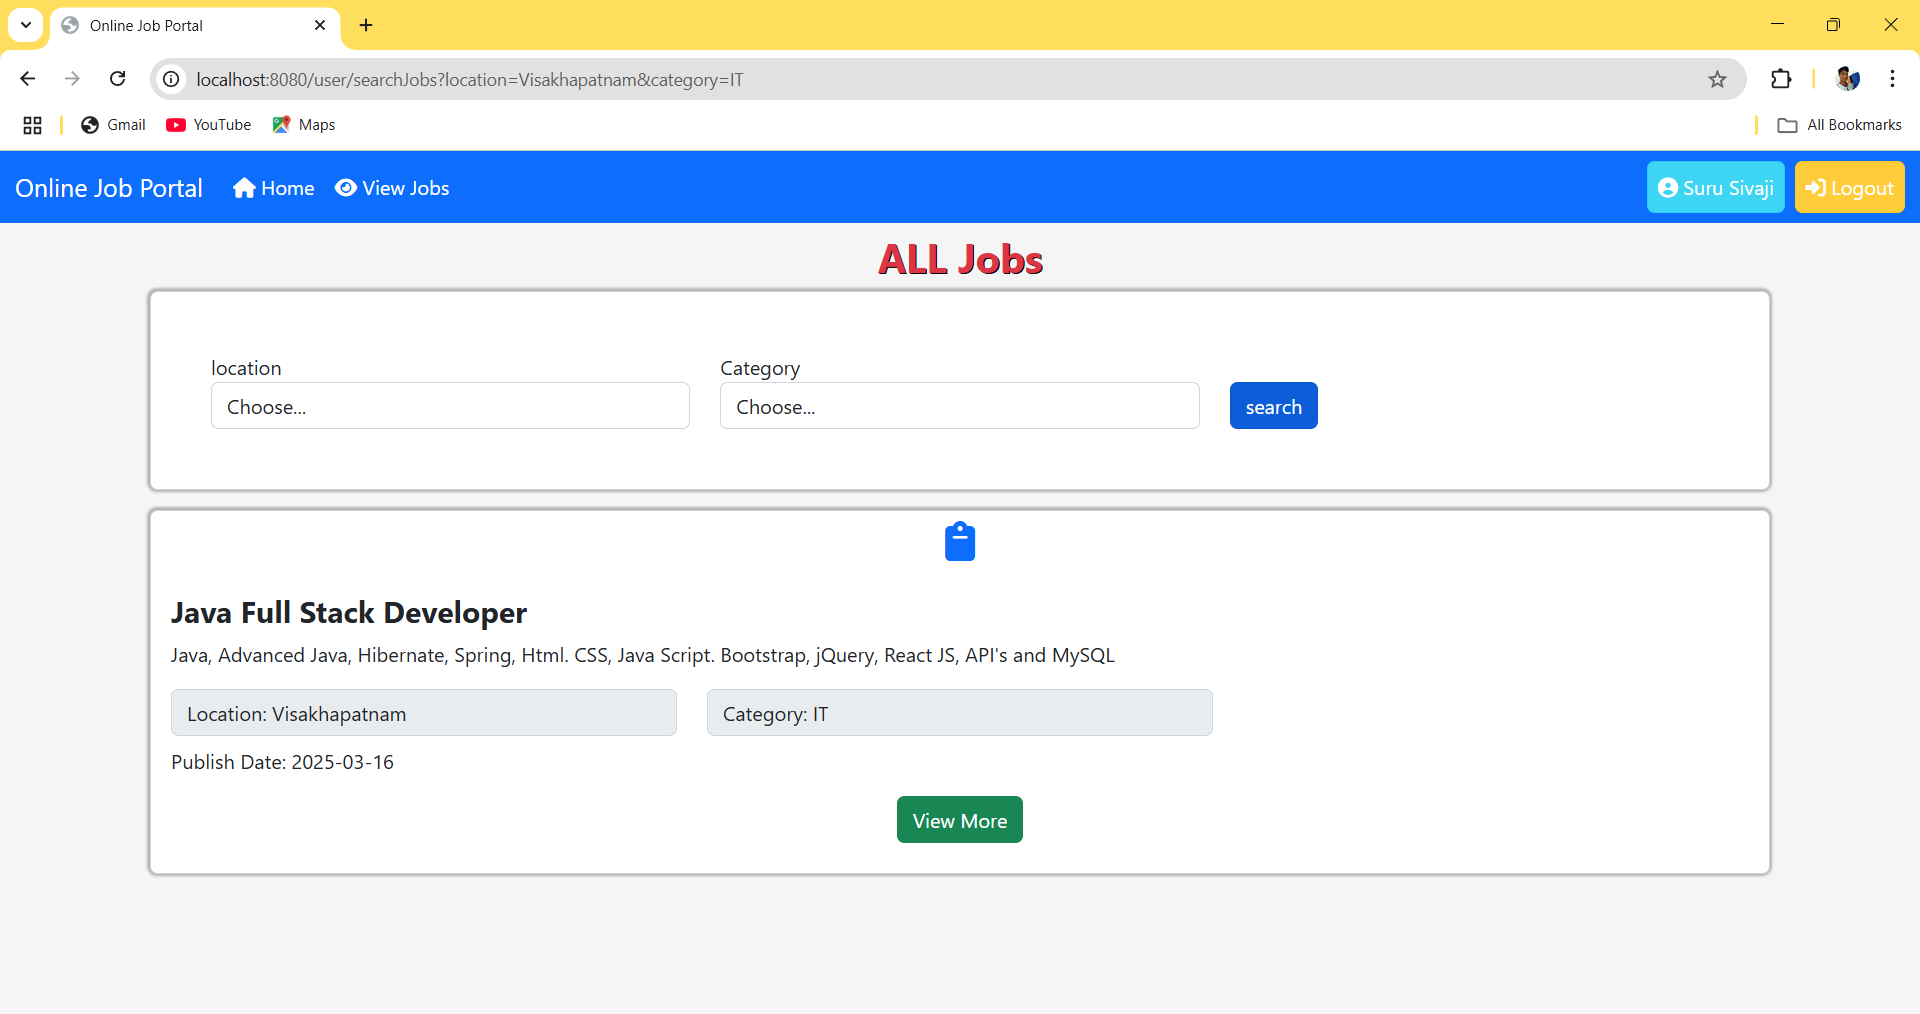 Online Job Portal
localhost:8080/user/searchJobs?location=Visakhapatnam&category=IT
Gmail YouTube Maps All Bookmarks
Online Job Portal Home View Jobs Suru Sivaji Logout
ALL Jobs
location Category
Choose... Choose... search
Java Full Stack Developer
Java, Advanced Java, Hibernate, Spring, Html. CSS, Java Script. Bootstrap, jQuery, React JS, API's and MySQL
Location: Visakhapatnam Category: IT
Publish Date: 2025-03-16
View More